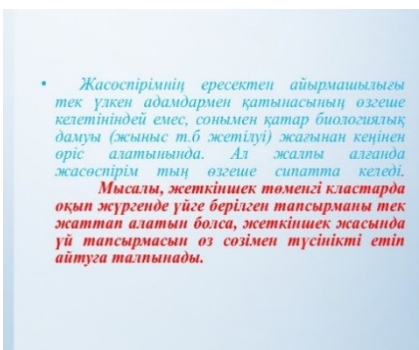 • Жасөспірімнің ересектен айырмашылығы
тек үлкен адамдармен қатынасының өзгеше
келетініндей емес, сонымен қатар биологиялық
дамуы (жыныс т.б жетілуі) жағынан кеңінен
өріс алатынында. Ал жалпы алғанда
жасөспірім тың өзгеше сипатта келеді.
Мысалы, жеткіншек төменгі кластарда
оқып жүргенде үйге берілген тапсырманы тек
жаттап алатын болса, жеткіншек жасында
үй тапсырмасын өз сөзімен түсінікті етіп
айтуға талпынады.